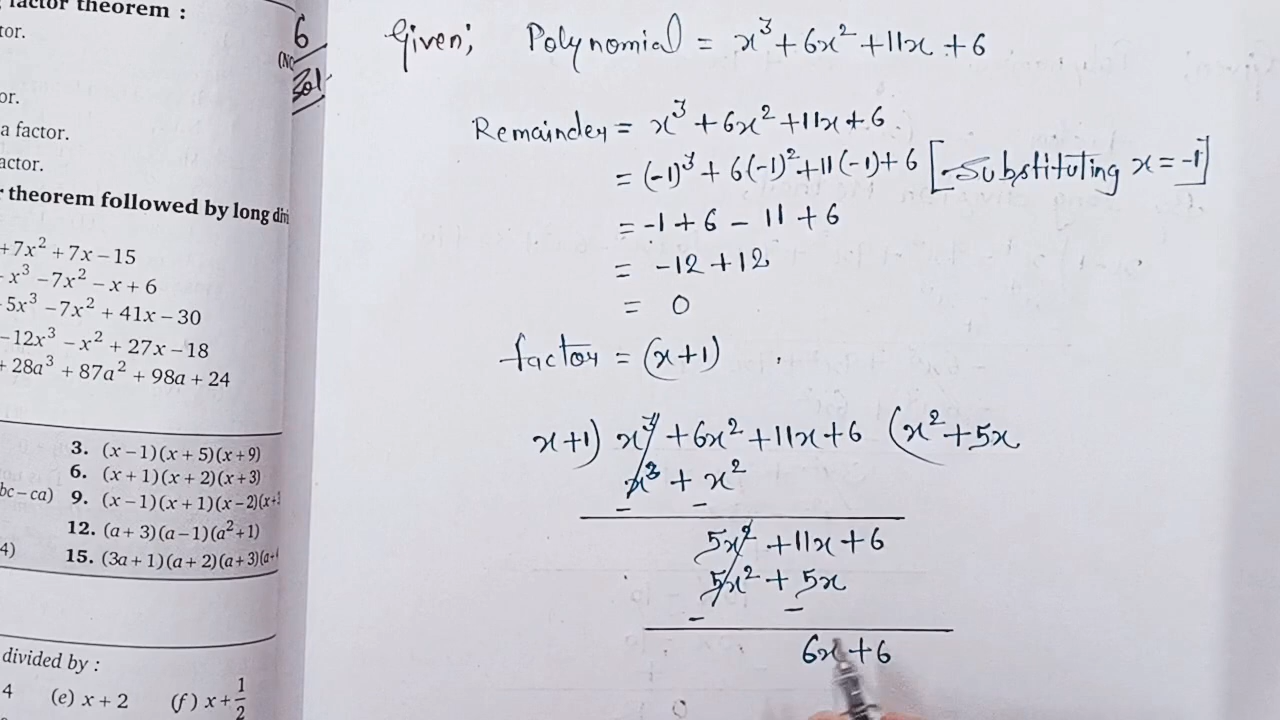 factor theorem :
tor.
or.
a factor.
actor.
theorem followed by long divi
+7x² + 7x – 15
x³ – 7x² – x + 6
5x³ – 7x² + 41x – 30
– 12x³ – x² + 27x – 18
+ 28a³ + 87a² + 98a + 24
3. (x – 1)(x + 5)(x + 9)
6. (x + 1)(x + 2)(x + 3)
bc – ca) 9. (x – 1)(x + 1)(x – 2)(x +
12. (a + 3)(a – 1)(a² + 1)
4) 15. (3a + 1)(a + 2)(a + 3)(a +
divided by :
4 (e) x + 2 (f) x + 1/2
6
Sol
Given; Polynomial = x³ + 6x² + 11x + 6
Remainder = x³ + 6x² + 11x + 6
= (-1)³ + 6(-1)² + 11(-1) + 6 [Substituting x = -1]
= -1 + 6 - 11 + 6
= -12 + 12
= 0
factor = (x+1)
x+1) x³ + 6x² + 11x + 6 (x² + 5x
x³ + x²
- -
5x² + 11x + 6
5x² + 5x
- -
6x + 6